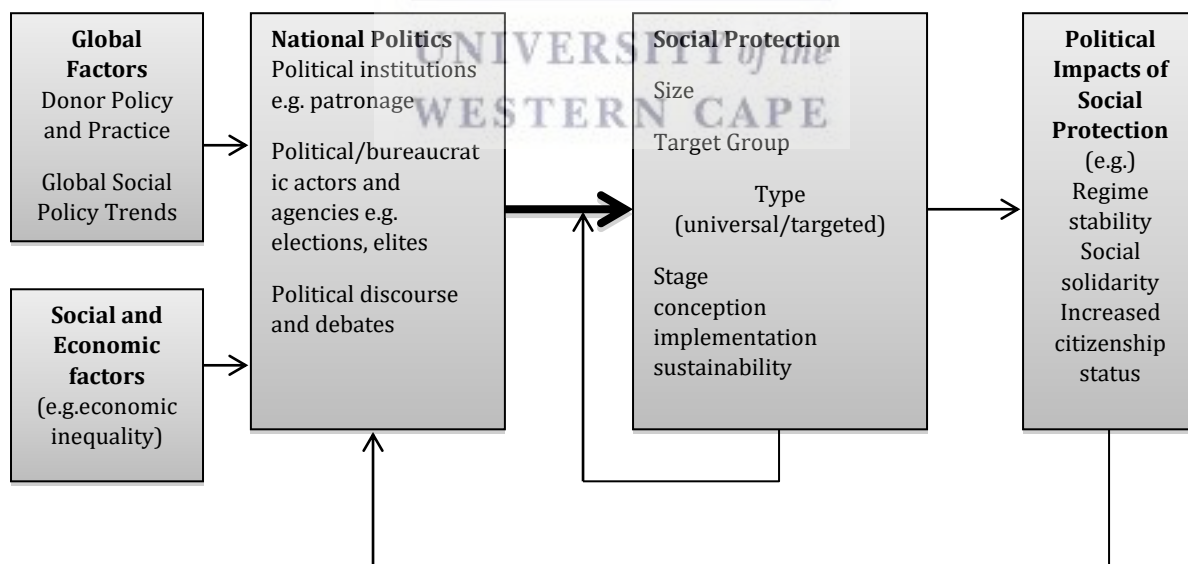 Global
Factors
Donor Policy
and Practice
Global Social
Policy Trends
Social and
Economic
factors
(e.g.economic
inequality)
National Politics
Political institutions
e.g. patronage
Political/bureaucrat
ic actors and
agencies e.g.
elections, elites
Political discourse
and debates
Social Protection
Size
Target Group
Type
(universal/targeted)
Stage
conception
implementation
sustainability
Political
Impacts of
Social
Protection
(e.g.)
Regime
stability
Social
solidarity
Increased
citizenship
status
UNIVERSITY of the
WESTERN CAPE